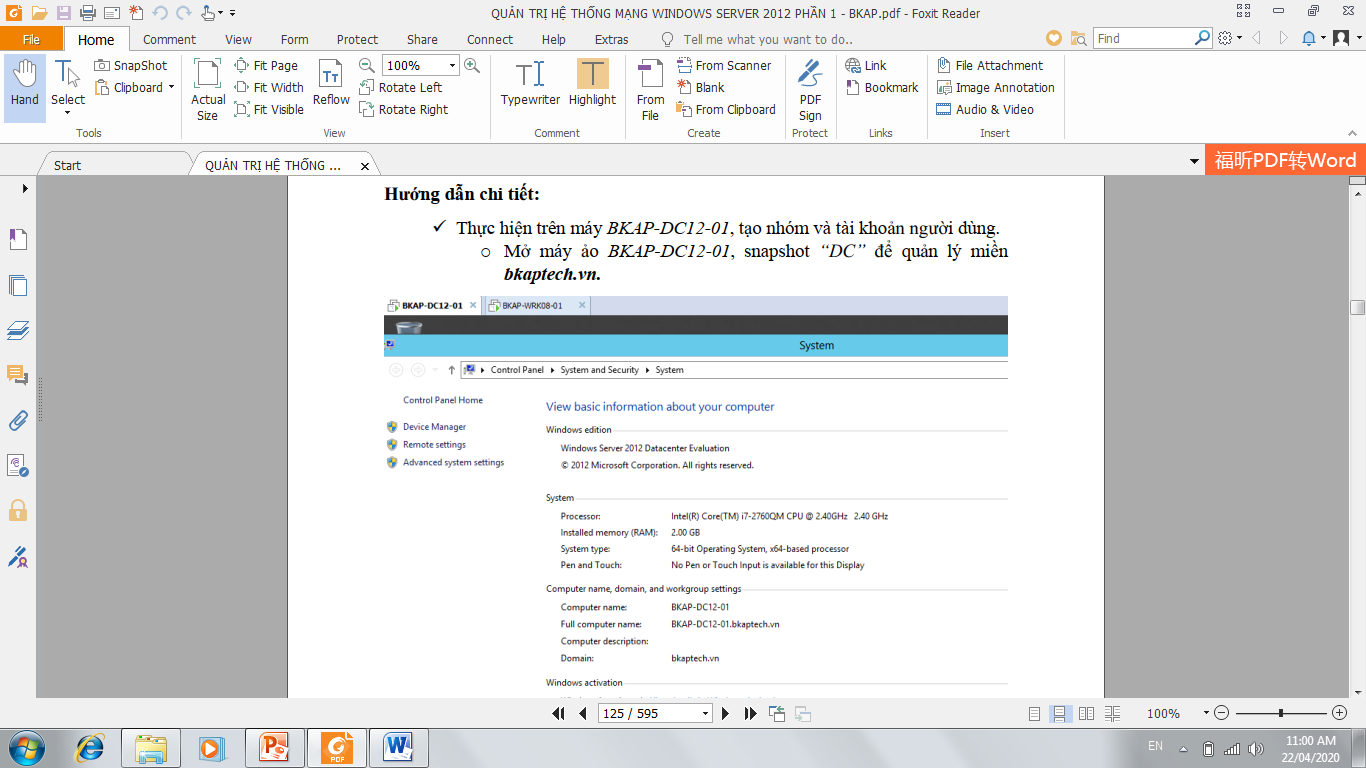 QUẢN TRỊ HỆ THỐNG MẠNG WINDOWS SERVER 2012 PHẦN 1 - BKAP.pdf - Foxit Reader
File Home Comment View Form Protect Share Connect Help Extras Tell me what you want to do.. Find
Hand
Select
SnapShot
Clipboard
Tools
Actual Size
Fit Page
Fit Width
Fit Visible
Reflow
100%
Rotate Left
Rotate Right
View
Typewriter
Highlight
Comment
From File
From Scanner
Blank
From Clipboard
Create
PDF Sign
Protect
Link
Bookmark
Links
File Attachment
Image Annotation
Audio & Video
Insert
Start
QUẢN TRỊ HỆ THỐNG ...
福昕PDF转Word
Hướng dẫn chi tiết:
✓ Thực hiện trên máy BKAP-DC12-01, tạo nhóm và tài khoản người dùng.
o Mở máy ảo BKAP-DC12-01, snapshot “DC” để quản lý miền
bkaptech.vn.
BKAP-DC12-01 BKAP-WRK08-01
System
Control Panel System and Security System
Control Panel Home
Device Manager
Remote settings
Advanced system settings
View basic information about your computer
Windows edition
Windows Server 2012 Datacenter Evaluation
© 2012 Microsoft Corporation. All rights reserved.
System
Processor: Intel(R) Core(TM) i7-2760QM CPU @ 2.40GHz 2.40 GHz
Installed memory (RAM): 2.00 GB
System type: 64-bit Operating System, x64-based processor
Pen and Touch: No Pen or Touch Input is available for this Display
Computer name, domain, and workgroup settings
Computer name: BKAP-DC12-01
Full computer name: BKAP-DC12-01.bkaptech.vn
Computer description:
Domain: bkaptech.vn
Windows activation
125 / 595
100%
EN
11:00 AM
22/04/2020